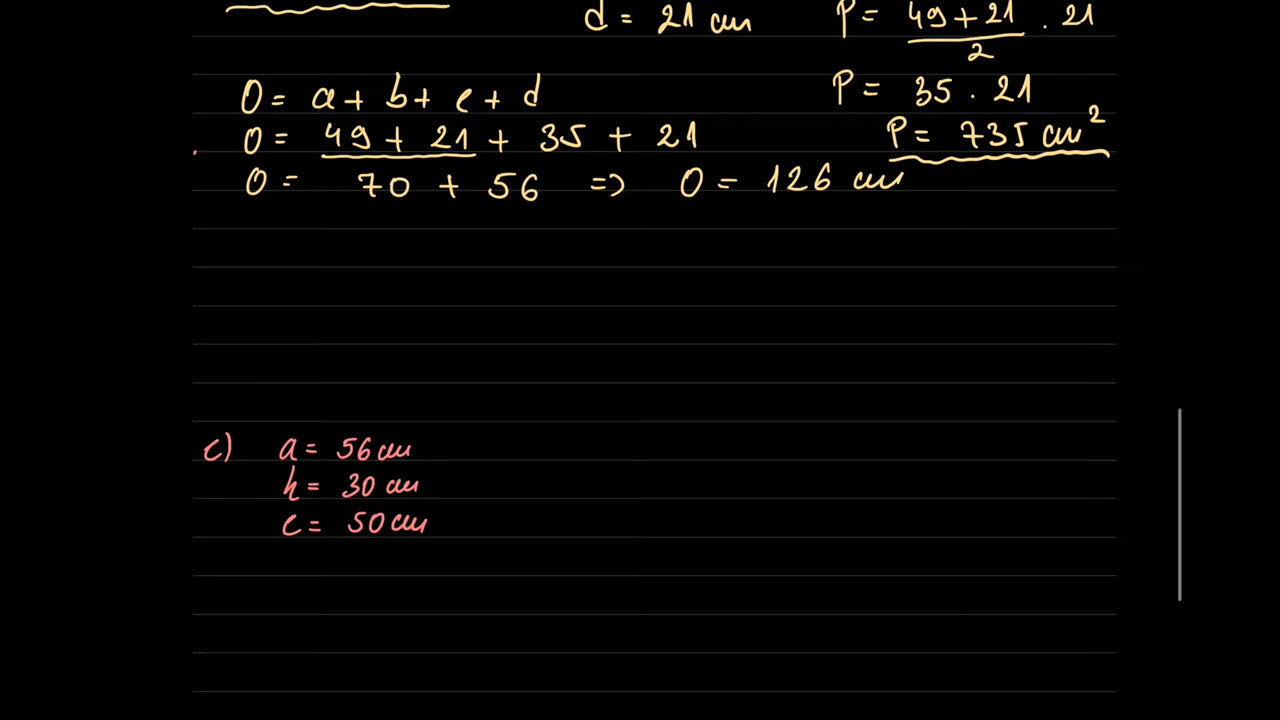 d = 21 cm
P = 49 + 21 / 2 . 21
O = a + b + c + d
P = 35 . 21
O = 49 + 21 + 35 + 21
P = 735 cm²
O = 70 + 56 => O = 126 cm
c) a = 56 cm
h = 30 cm
c = 50 cm